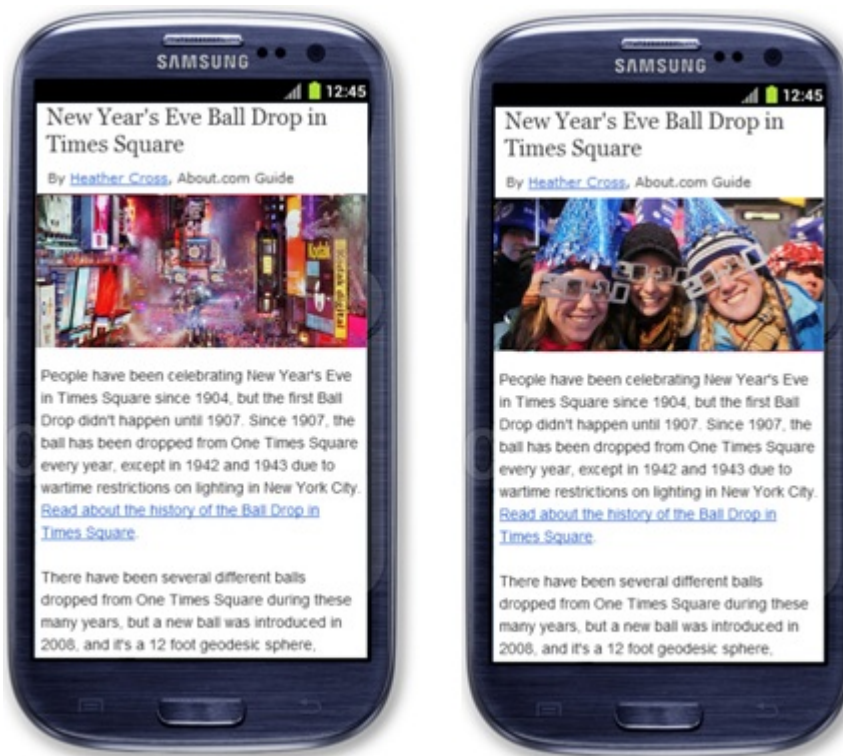 SAMSUNG
12:45
New Year's Eve Ball Drop in
Times Square
By Heather Cross, About.com Guide
Kodak
Kodak digital
People have been celebrating New Year's Eve
in Times Square since 1904, but the first Ball
Drop didn't happen until 1907. Since 1907, the
ball has been dropped from One Times Square
every year, except in 1942 and 1943 due to
wartime restrictions on lighting in New York City.
Read about the history of the Ball Drop in
Times Square.
There have been several different balls
dropped from One Times Square during these
many years, but a new ball was introduced in
2008, and it's a 12 foot geodesic sphere,
SAMSUNG
12:45
New Year's Eve Ball Drop in
Times Square
By Heather Cross, About.com Guide
People have been celebrating New Year's Eve
in Times Square since 1904, but the first Ball
Drop didn't happen until 1907. Since 1907, the
ball has been dropped from One Times Square
every year, except in 1942 and 1943 due to
wartime restrictions on lighting in New York City.
Read about the history of the Ball Drop in
Times Square.
There have been several different balls
dropped from One Times Square during these
many years, but a new ball was introduced in
2008, and it's a 12 foot geodesic sphere,